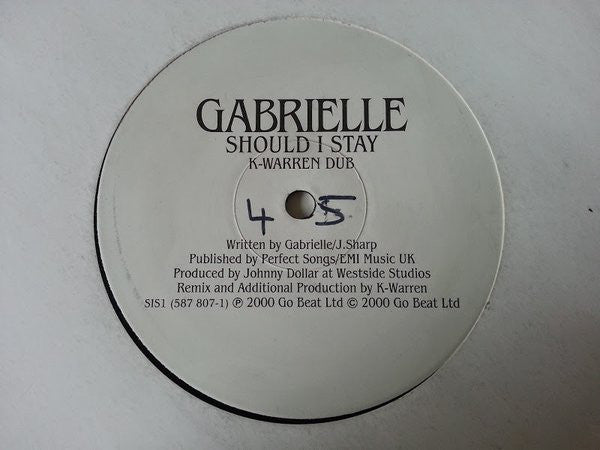 GABRIELLE
SHOULD I STAY
K-WARREN DUB
4 5
Written by Gabrielle/J.Sharp
Published by Perfect Songs/EMI Music UK
Produced by Johnny Dollar at Westside Studios
Remix and Additional Production by K-Warren
SIS1 (587 807-1) ℗ 2000 Go Beat Ltd © 2000 Go Beat Ltd